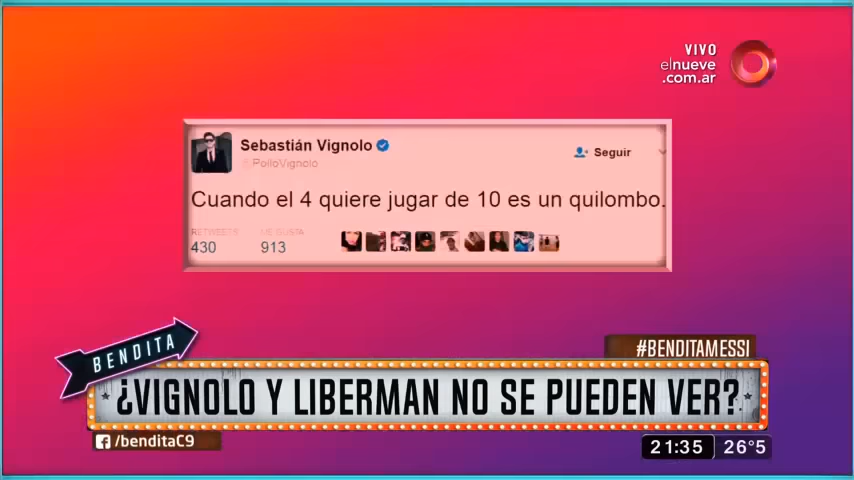 VIVO
elnueve
.com.ar
Sebastián Vignolo
PolloVignolo
Seguir
Cuando el 4 quiere jugar de 10 es un quilombo.
RETWEETS
ME GUSTA
430
913
BENDITA
#BENDITAMESSI
¿VIGNOLO Y LIBERMAN NO SE PUEDEN VER?
/benditaC9
21:35
26°5